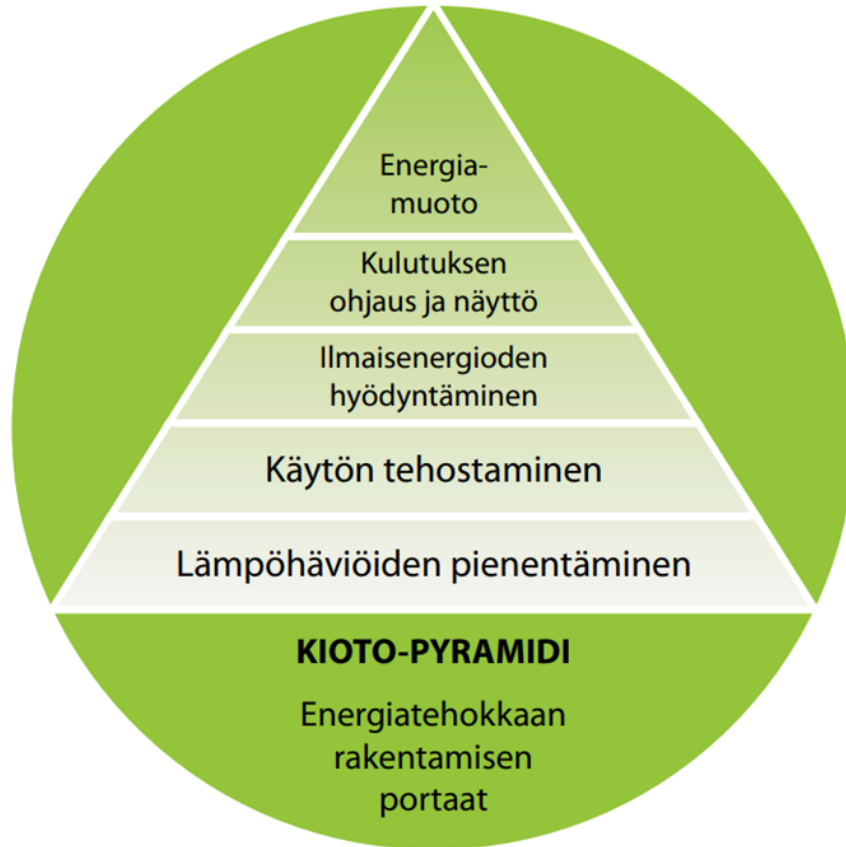 Energia-
muoto
Kulutuksen
ohjaus ja näyttö
Ilmaisenergioden
hyödyntäminen
Käytön tehostaminen
Lämpöhäviöiden pienentäminen
KIOTO-PYRAMIDI
Energiatehokkaan
rakentamisen
portaat